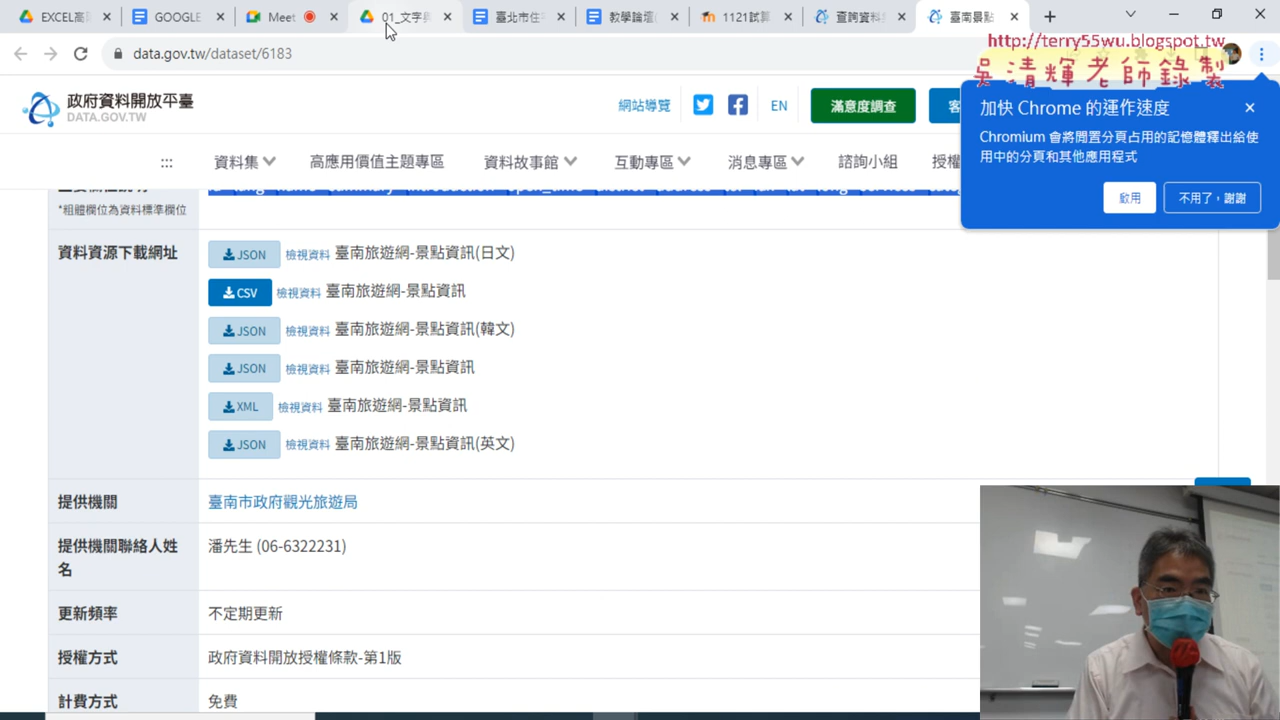 EXCEL高
GOOGLE
Meet
01_文字與
臺北市住
教學論壇
1121試算
查詢資料
臺南景點
data.gov.tw/dataset/6183
http://terry55wu.blogspot.tw
吳清輝老師錄製
政府資料開放平臺
DATA.GOV.TW
網站導覽
EN
滿意度調查
客
加快 Chrome 的運作速度
Chromium 會將閒置分頁占用的記憶體釋出給使
用中的分頁和其他應用程式
啟用
不用了，謝謝
資料集
高應用價值主題專區
資料故事館
互動專區
消息專區
諮詢小組
授權
*粗體欄位為資料標準欄位
資料資源下載網址
JSON 檢視資料 臺南旅遊網-景點資訊(日文)
CSV 檢視資料 臺南旅遊網-景點資訊
JSON 檢視資料 臺南旅遊網-景點資訊(韓文)
JSON 檢視資料 臺南旅遊網-景點資訊
XML 檢視資料 臺南旅遊網-景點資訊
JSON 檢視資料 臺南旅遊網-景點資訊(英文)
提供機關 臺南市政府觀光旅遊局
提供機關聯絡人姓
名
潘先生 (06-6322231)
更新頻率 不定期更新
授權方式 政府資料開放授權條款-第1版
計費方式 免費